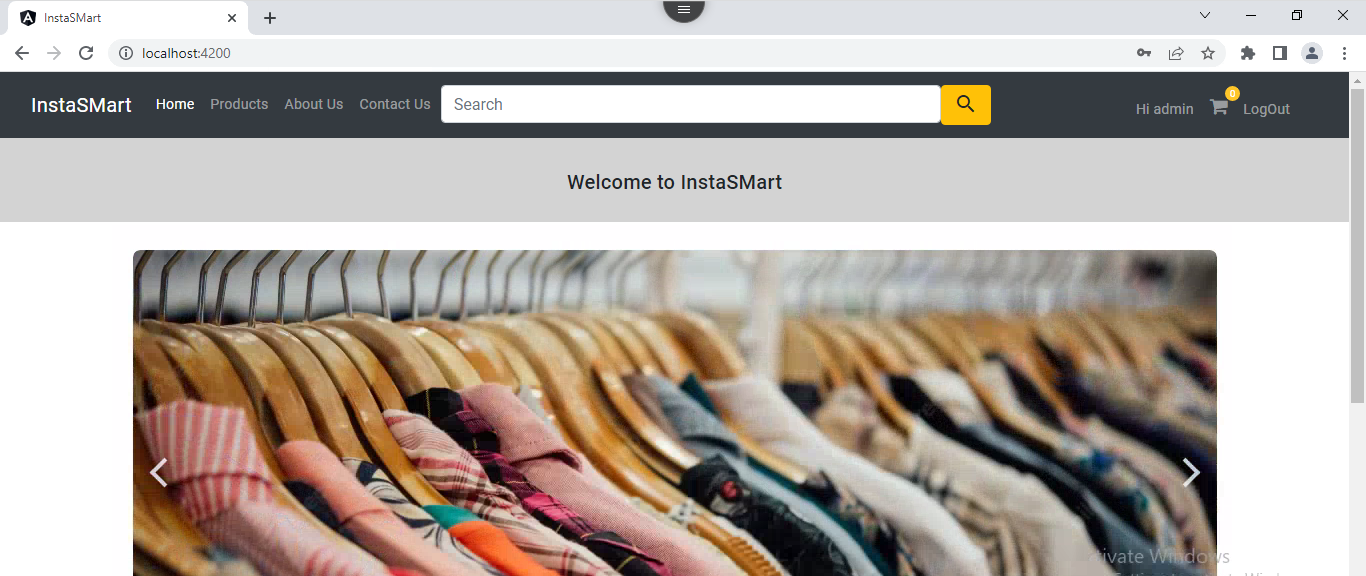 InstaSMart
localhost:4200
InstaSMart Home Products About Us Contact Us Search Hi admin 0 LogOut
Welcome to InstaSMart
Windows